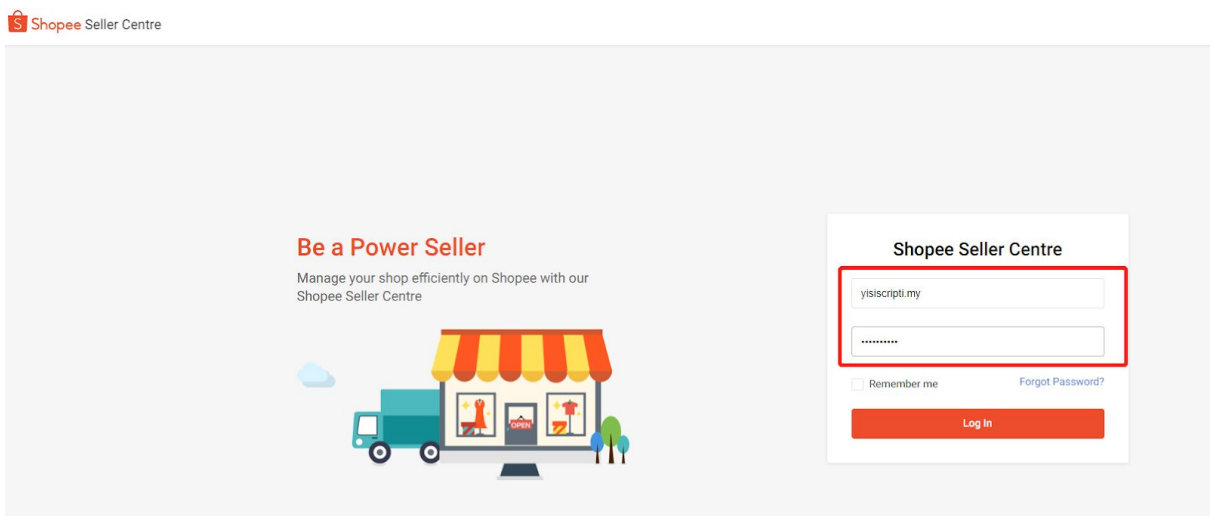 Shopee Seller Centre
Be a Power Seller
Manage your shop efficiently on Shopee with our
Shopee Seller Centre
OPEN
Shopee Seller Centre
yisiscripti.my
••••••••••
Remember me
Forgot Password?
Log In